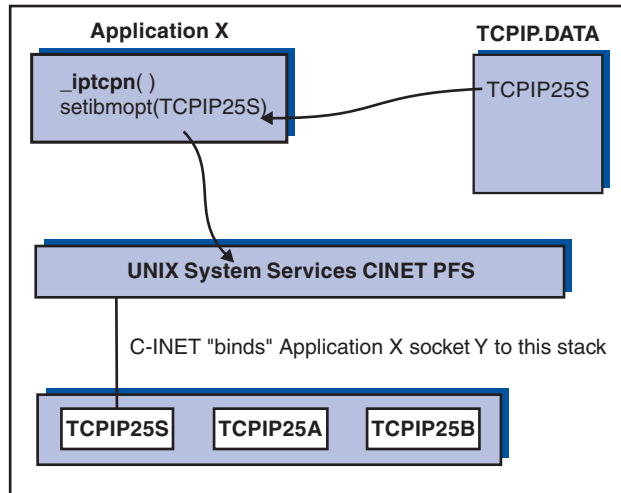 Application X
TCPIP.DATA
_iptcpn( )
setibmopt(TCPIP25S)
TCPIP25S
UNIX System Services CINET PFS
C-INET "binds" Application X socket Y to this stack
TCPIP25S
TCPIP25A
TCPIP25B